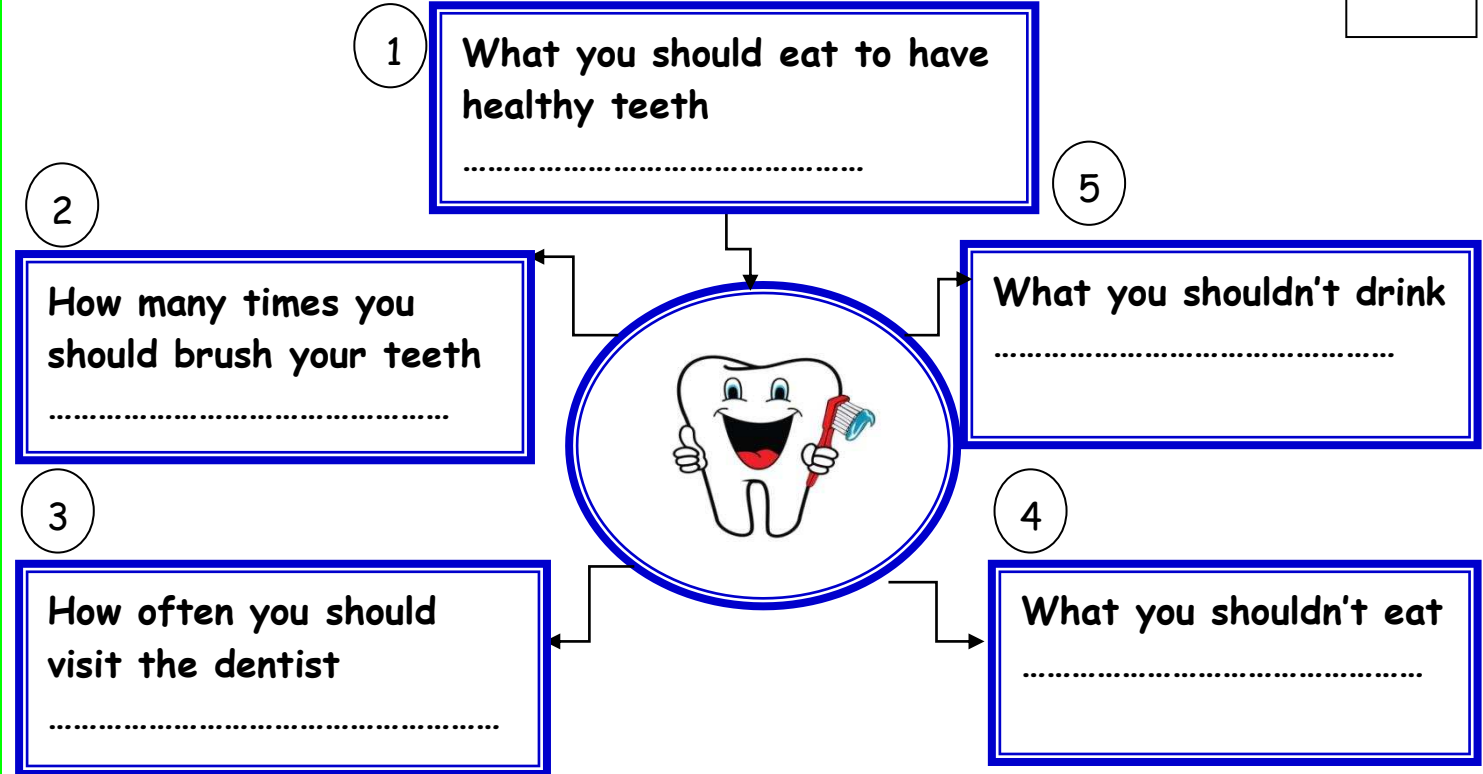 1
What you should eat to have
healthy teeth
………………………………………
2
How many times you
should brush your teeth
………………………………………
3
How often you should
visit the dentist
……………………………………………
4
What you shouldn't eat
………………………………………
5
What you shouldn't drink
………………………………………